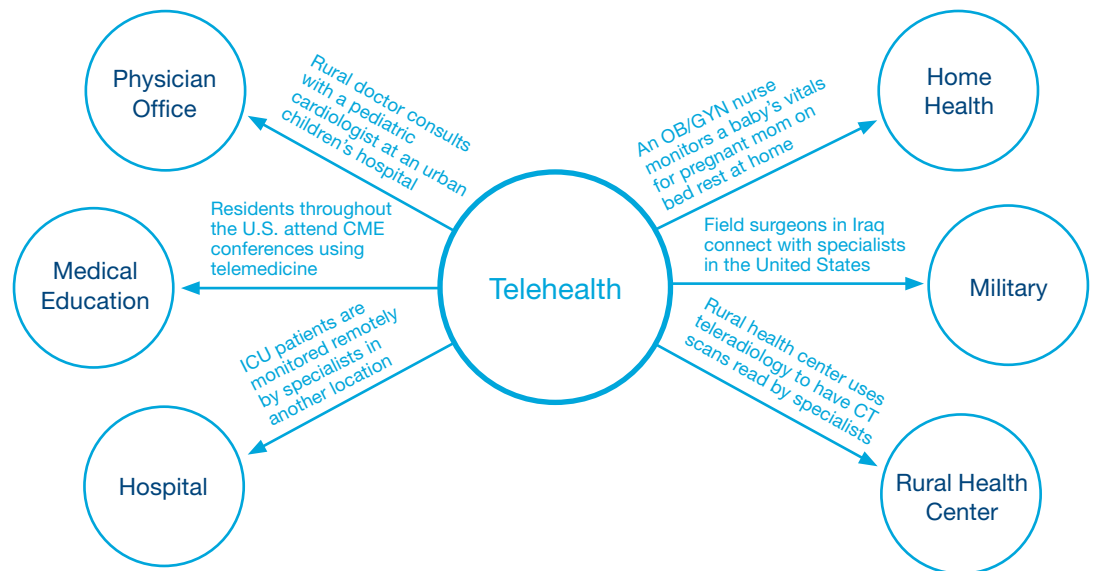 Physician
Office
Rural doctor consults
with a pediatric
cardiologist at an urban
children's hospital
An OB/GYN nurse
monitors a baby's vitals
for pregnant mom on
bed rest at home
Home
Health
Medical
Education
Residents throughout
the U.S. attend CME
conferences using
telemedicine
Telehealth
Field surgeons in Iraq
connect with specialists
in the United States
Military
Hospital
ICU patients are
monitored remotely
by specialists in
another location
Rural health center uses
teleradiology to have CT
scans read by specialists
Rural Health
Center